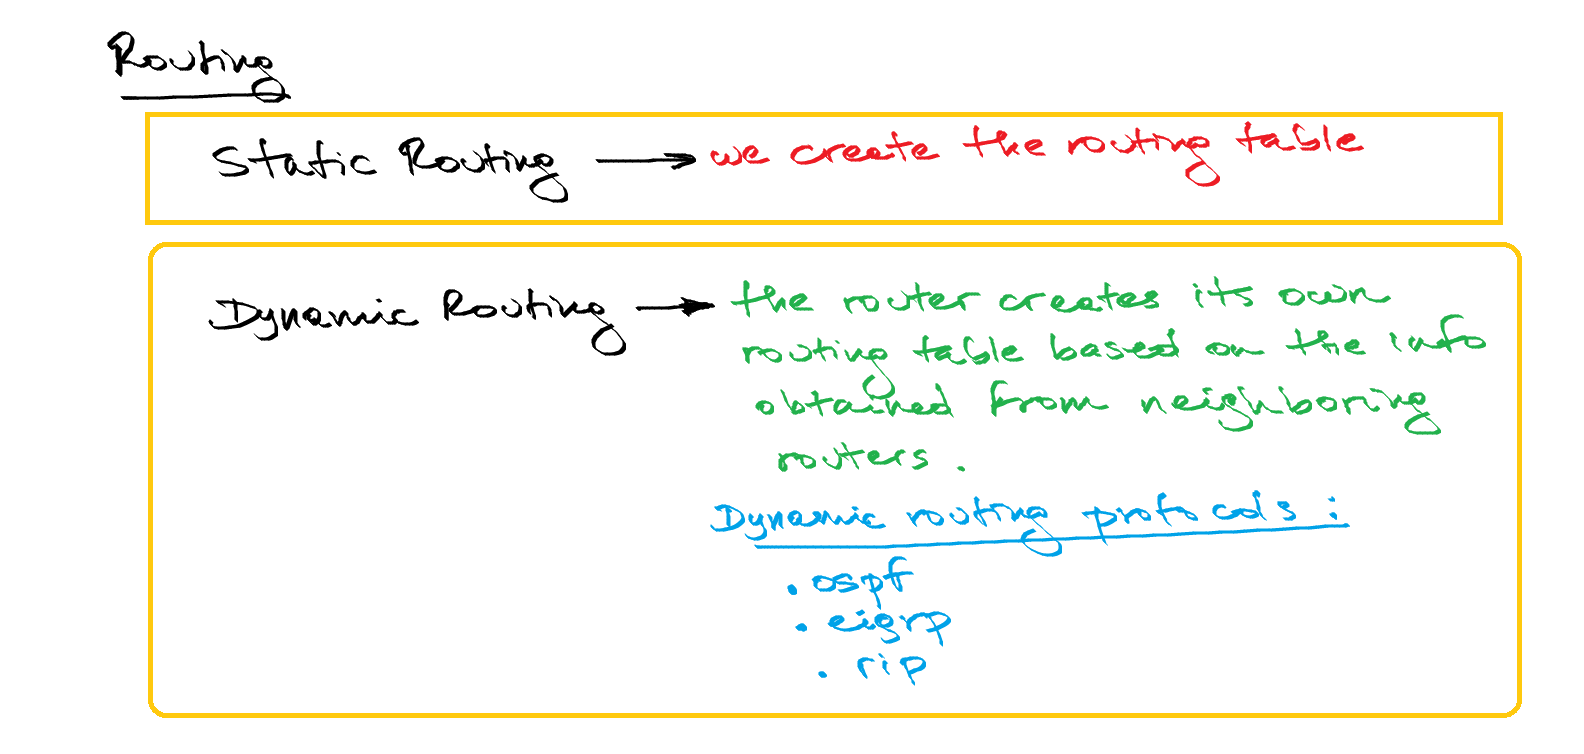 Routing
Static Routing → we create the routing table
Dynamic Routing → the router creates its own
routing table based on the info
obtained from neighboring
routers.
Dynamic routing protocols:
. ospf
. eigrp
. rip